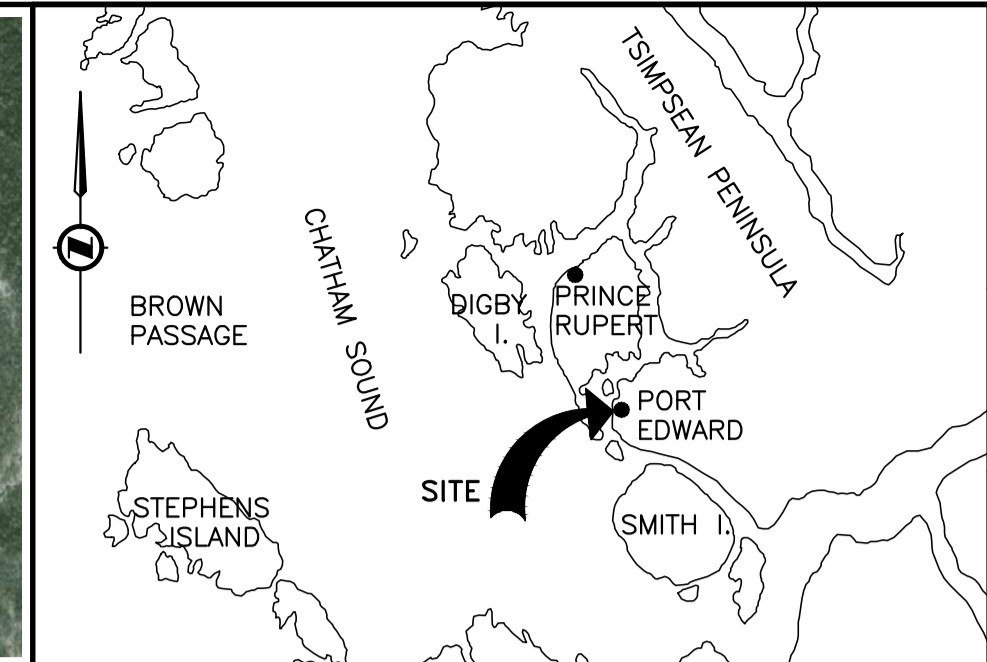 TSIMPSEAN PENINSULA
CHATHAM SOUND
BROWN
PASSAGE
DIGBY
I.
PRINCE
RUPERT
PORT
EDWARD
SITE
STEPHENS
ISLAND
SMITH I.